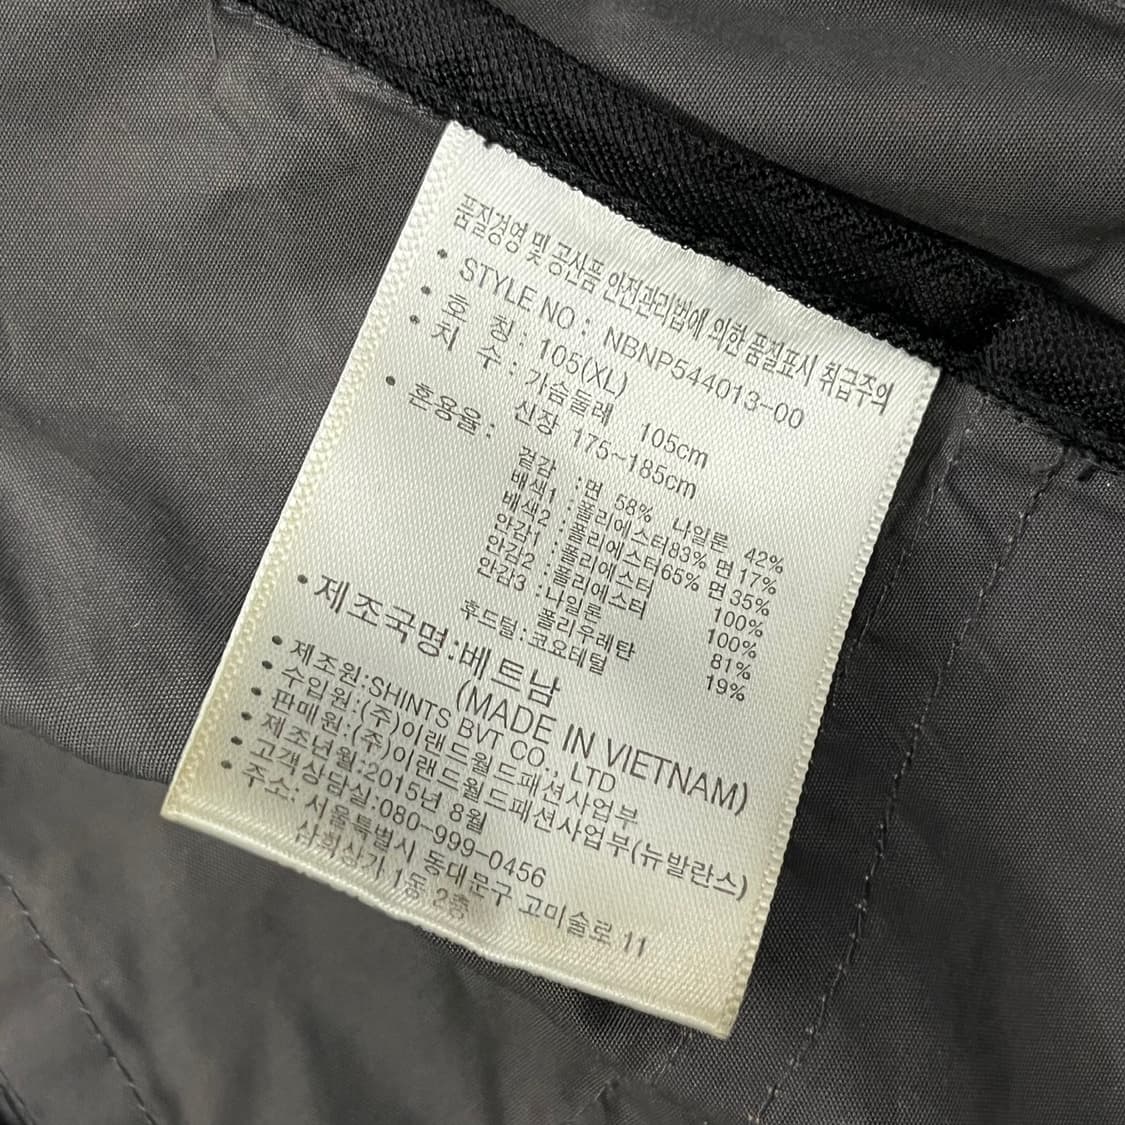 품질경영 및 공산품 안전관리법에 의한 품질표시 취급주의
• STYLE NO : NBNP544013-00
• 호 칭 : 105(XL)
• 치 수 : 가슴둘레 105cm
신장 175~185cm
• 혼용율:
겉감 :면 58% 나일론 42%
배색1 :폴리에스터83% 면17%
배색2 :폴리에스터65% 면35%
안감1 :폴리에스터 100%
안감2 :폴리에스터 100%
안감3 :나일론 81%
폴리우레탄 19%
후드털:코요테털
• 제조국명:베트남
(MADE IN VIETNAM)
• 제조원:SHINTS BVT CO., LTD
• 수입원:(주)이랜드월드패션사업부
• 판매원:(주)이랜드월드패션사업부(뉴발란스)
• 제조년월:2015년 8월
• 고객상담실:080-999-0456
• 주소: 서울특별시 동대문구 고미술로 11
삼희상가 1동 2층